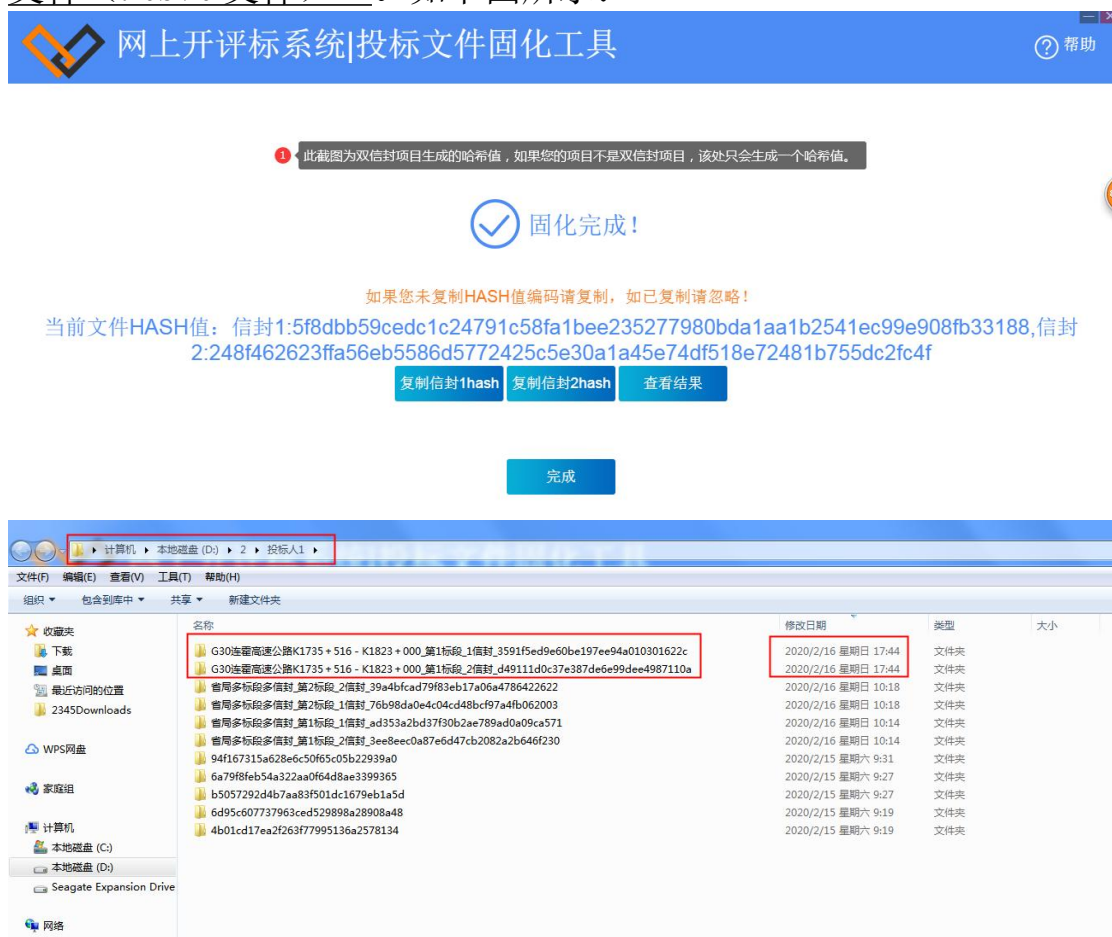 网上开评标系统|投标文件固化工具
帮助
1 此截图为双信封项目生成的哈希值，如果您的项目不是双信封项目，该处只会生成一个哈希值。
固化完成！
如果您未复制HASH值编码请复制，如已复制请忽略！
当前文件HASH值：信封1:5f8dbb59cedc1c24791c58fa1bee235277980bda1aa1b2541ec99e908fb33188,信封
2:248f462623ffa56eb5586d5772425c5e30a1a45e74df518e72481b755dc2fc4f
复制信封1hash 复制信封2hash 查看结果
完成
计算机 本地磁盘 (D:) 2 投标人1
文件(F) 编辑(E) 查看(V) 工具(T) 帮助(H)
组织 包含到库中 共享 新建文件夹
名称 修改日期 类型 大小
收藏夹
下载
桌面
最近访问的位置
2345Downloads
WPS网盘
家庭组
计算机
本地磁盘 (C:)
本地磁盘 (D:)
Seagate Expansion Drive
网络
G30连霍高速公路K1735+516 - K1823+000_第1标段_1信封_3591f5ed9e60be197ee94a010301622c 2020/2/16 星期日 17:44 文件夹
G30连霍高速公路K1735+516 - K1823+000_第1标段_2信封_d49111d0c37e387de6e99dee4987110a 2020/2/16 星期日 17:44 文件夹
省局多标段多信封_第2标段_2信封_39a4bfcad79f83eb17a06a4786422622 2020/2/16 星期日 10:18 文件夹
省局多标段多信封_第2标段_1信封_76b98da0e4c04cd48bcf97a4fb062003 2020/2/16 星期日 10:18 文件夹
省局多标段多信封_第1标段_1信封_ad353a2bd37f30b2ae789ad0a09ca571 2020/2/16 星期日 10:14 文件夹
省局多标段多信封_第1标段_2信封_3ee8eec0a87e6d47cb2082a2b646f230 2020/2/16 星期日 10:14 文件夹
94f167315a628e6c50f65c05b22939a0 2020/2/15 星期六 9:31 文件夹
6a79f8feb54a322aa0f64d8ae3399365 2020/2/15 星期六 9:27 文件夹
b5057292d4b7aa83f501dc1679eb1a5d 2020/2/15 星期六 9:27 文件夹
6d95c607737963ced529898a28908a48 2020/2/15 星期六 9:19 文件夹
4b01cd17ea2f263f77995136a2578134 2020/2/15 星期六 9:19 文件夹